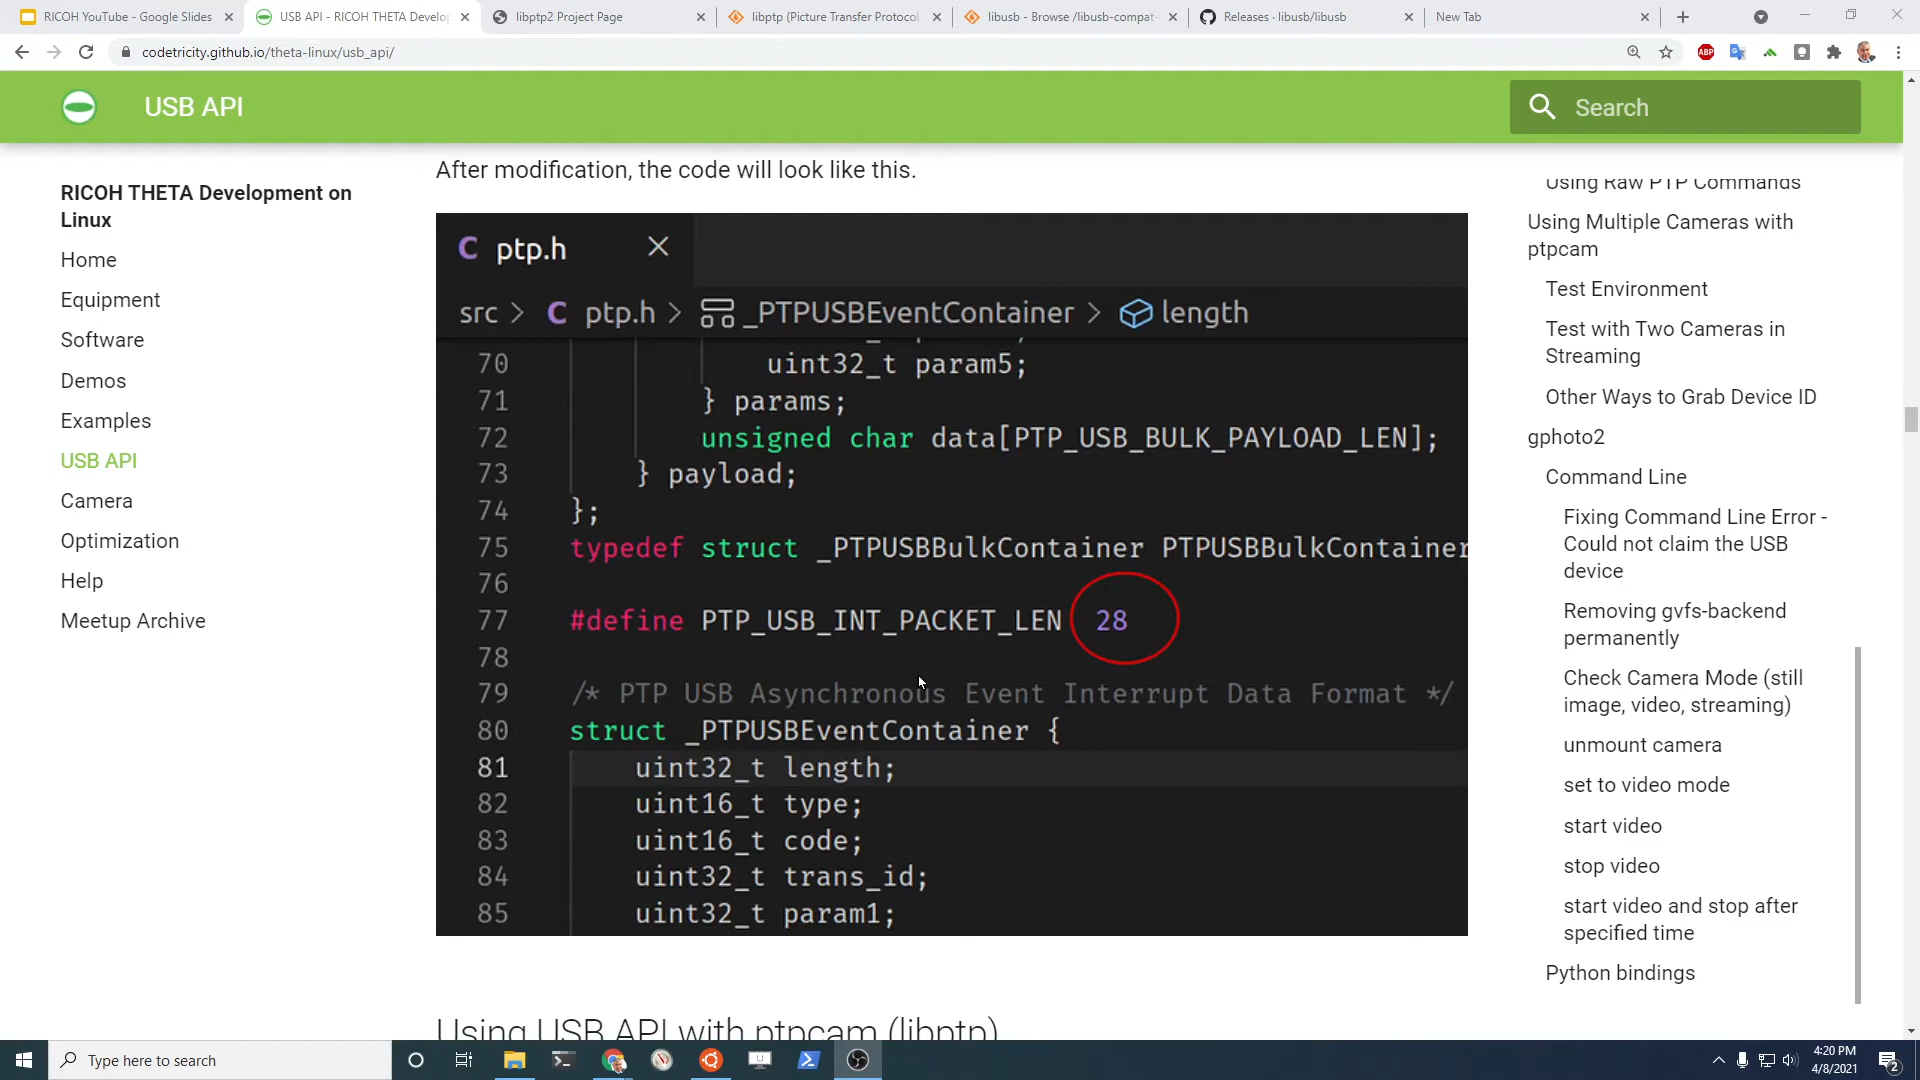 RICOH YouTube - Google Slides
USB API - RICOH THETA Develop
libptp2 Project Page
libptp (Picture Transfer Protocol
libusb - Browse /libusb-compat-
Releases · libusb/libusb
New Tab
codetricity.github.io/theta-linux/usb_api/
ABP
USB API
Search
RICOH THETA Development on
Linux
Home
Equipment
Software
Demos
Examples
USB API
Camera
Optimization
Help
Meetup Archive
After modification, the code will look like this.
C ptp.h
src > C ptp.h > _PTPUSBEventContainer > length
70 uint32_t param5;
71 } params;
72 unsigned char data[PTP_USB_BULK_PAYLOAD_LEN];
73 } payload;
74 };
75 typedef struct _PTPUSBBulkContainer PTPUSBBulkContainer
76
77 #define PTP_USB_INT_PACKET_LEN 28
78
79 /* PTP USB Asynchronous Event Interrupt Data Format */
80 struct _PTPUSBEventContainer {
81 uint32_t length;
82 uint16_t type;
83 uint16_t code;
84 uint32_t trans_id;
85 uint32_t param1;
Using USB API with ptpcam (libptp)
Using Raw PTP Commands
Using Multiple Cameras with
ptpcam
Test Environment
Test with Two Cameras in
Streaming
Other Ways to Grab Device ID
gphoto2
Command Line
Fixing Command Line Error -
Could not claim the USB
device
Removing gvfs-backend
permanently
Check Camera Mode (still
image, video, streaming)
unmount camera
set to video mode
start video
stop video
start video and stop after
specified time
Python bindings
Type here to search
4:20 PM
4/8/2021
2